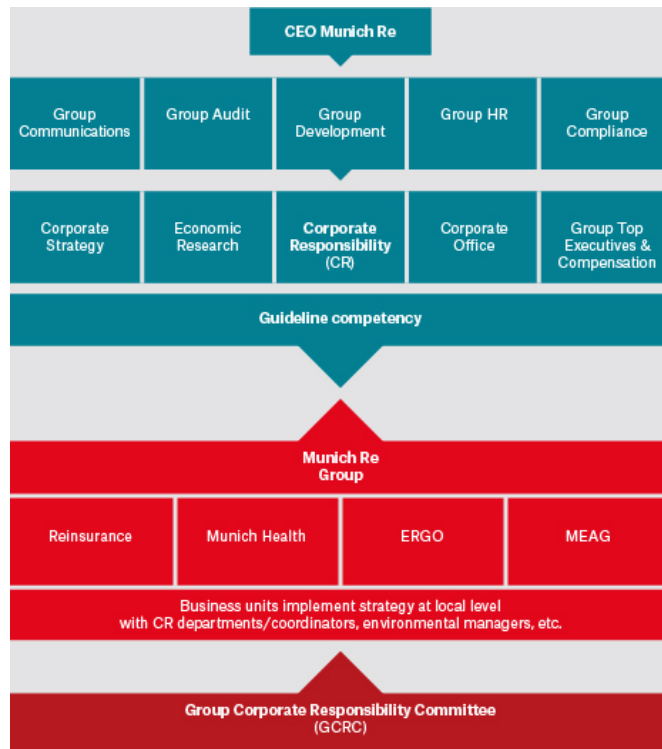 CEO Munich Re
Group
Communications
Group Audit
Group
Development
Group HR
Group
Compliance
Corporate
Strategy
Economic
Research
Corporate
Responsibility
(CR)
Corporate
Office
Group Top
Executives &
Compensation
Guideline competency
Munich Re
Group
Reinsurance
Munich Health
ERGO
MEAG
Business units implement strategy at local level
with CR departments/coordinators, environmental managers, etc.
Group Corporate Responsibility Committee
(GCRC)